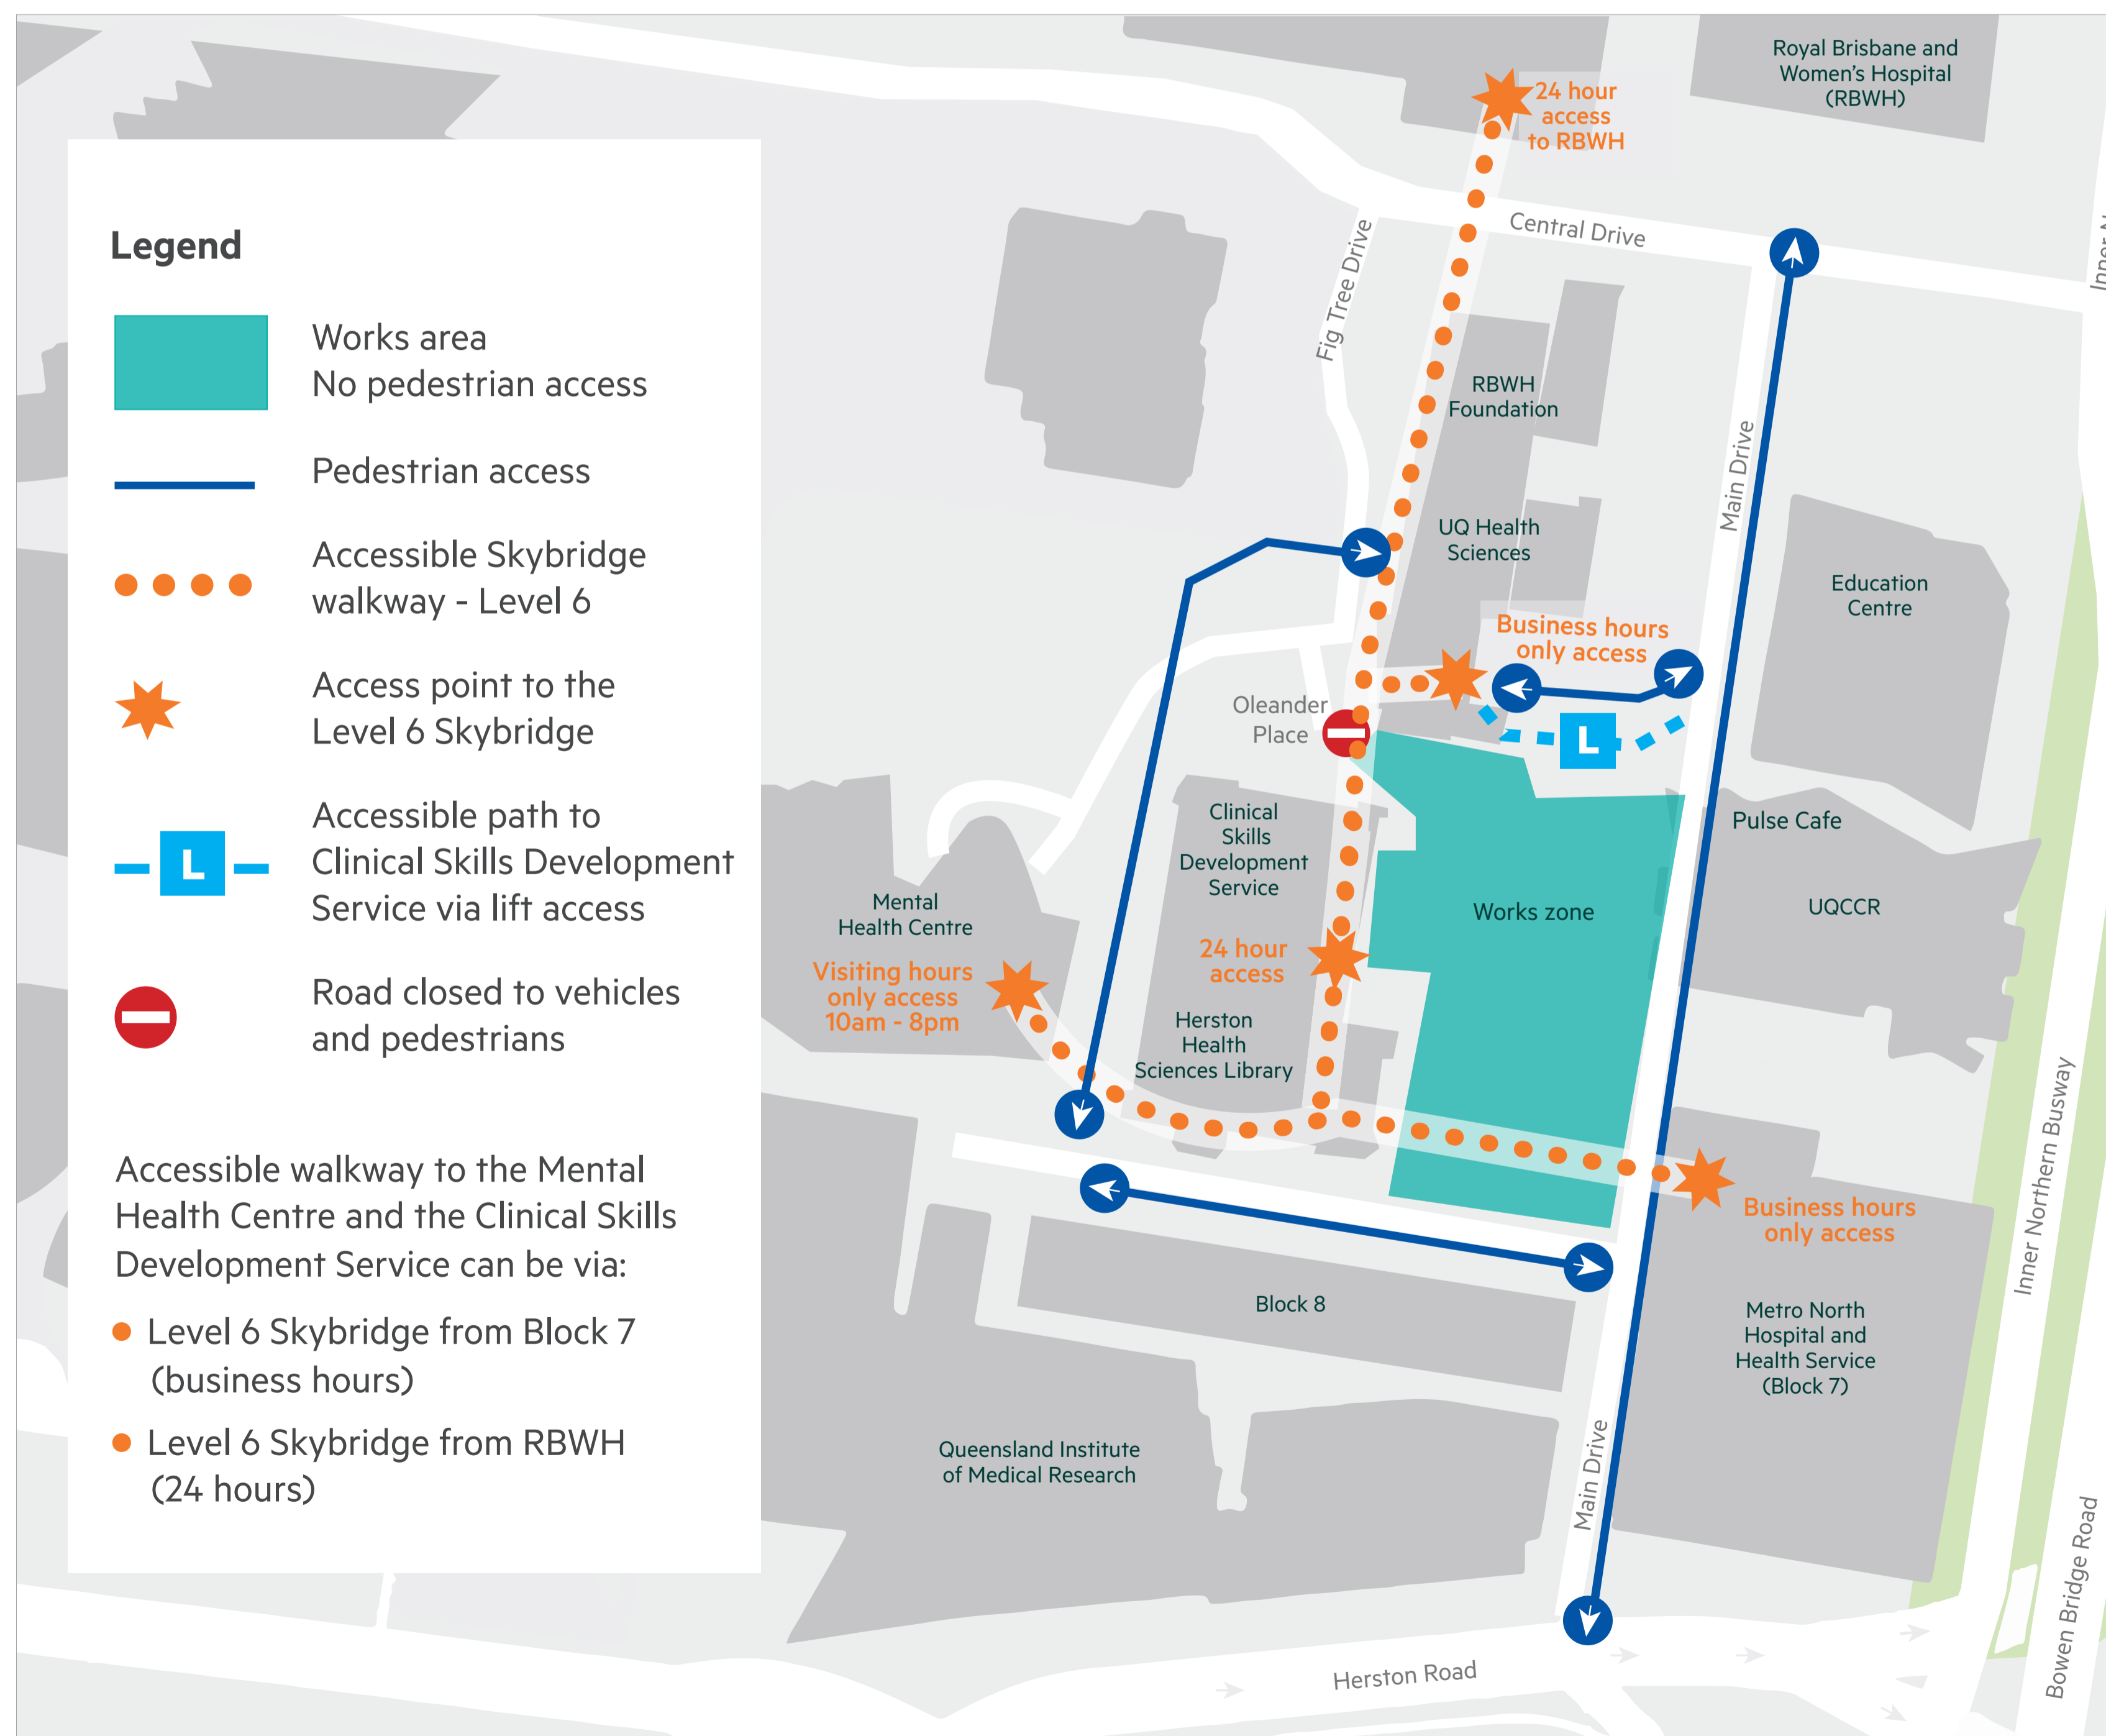 Legend
Works area
No pedestrian access
Pedestrian access
Accessible Skybridge
walkway - Level 6
Access point to the
Level 6 Skybridge
L
Accessible path to
Clinical Skills Development
Service via lift access
Road closed to vehicles
and pedestrians
Accessible walkway to the Mental
Health Centre and the Clinical Skills
Development Service can be via:
Level 6 Skybridge from Block 7
(business hours)
Level 6 Skybridge from RBWH
(24 hours)
Royal Brisbane and
Women's Hospital
(RBWH)
24 hour
access
to RBWH
Central Drive
Fig Tree Drive
Inner
RBWH
Foundation
Main Drive
UQ Health
Sciences
Education
Centre
Business hours
only access
Oleander
Place
L
Clinical
Skills
Development
Service
Pulse Cafe
Mental
Health Centre
Works zone
UQCCR
24 hour
access
Visiting hours
only access
10am - 8pm
Herston
Health
Sciences Library
Inner Northern Busway
Business hours
only access
Block 8
Metro North
Hospital and
Health Service
(Block 7)
Queensland Institute
of Medical Research
Main Drive
Bowen Bridge Road
Herston Road